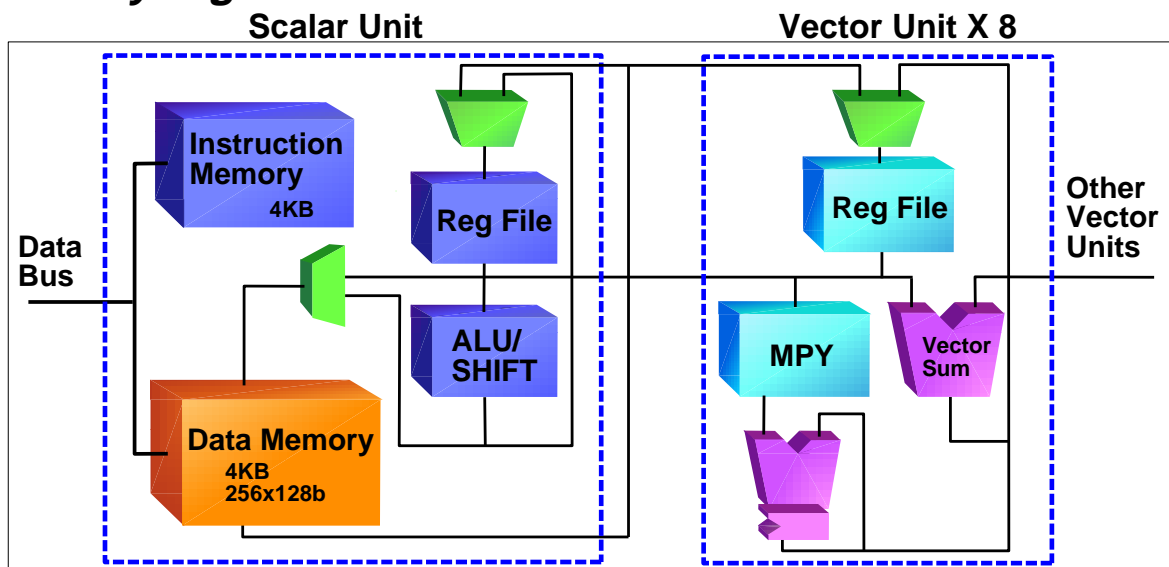 Scalar Unit
Vector Unit X 8
Instruction
Memory
4KB
Reg File
Reg File
Other
Vector
Units
Data
Bus
ALU/
SHIFT
MPY
Vector
Sum
Data Memory
4KB
256x128b